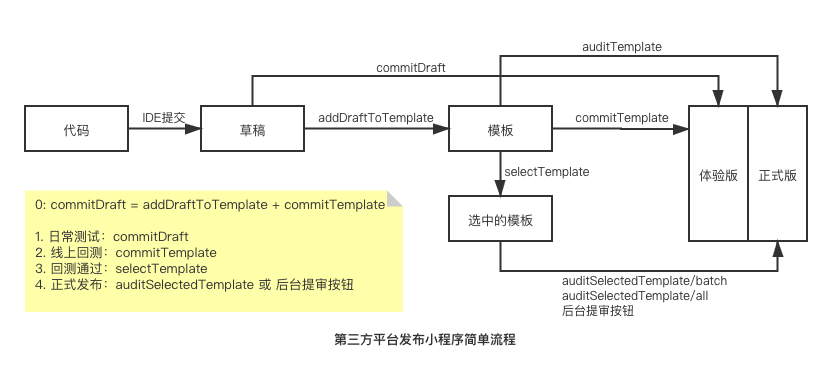 auditTemplate
commitDraft
代码
IDE提交
草稿
addDraftToTemplate
模板
commitTemplate
体验版
正式版
selectTemplate
选中的模板
0: commitDraft = addDraftToTemplate + commitTemplate
1. 日常测试：commitDraft
2. 线上回测：commitTemplate
3. 回测通过：selectTemplate
4. 正式发布：auditSelectedTemplate 或 后台提审按钮
auditSelectedTemplate/batch
auditSelectedTemplate/all
后台提审按钮
第三方平台发布小程序简单流程